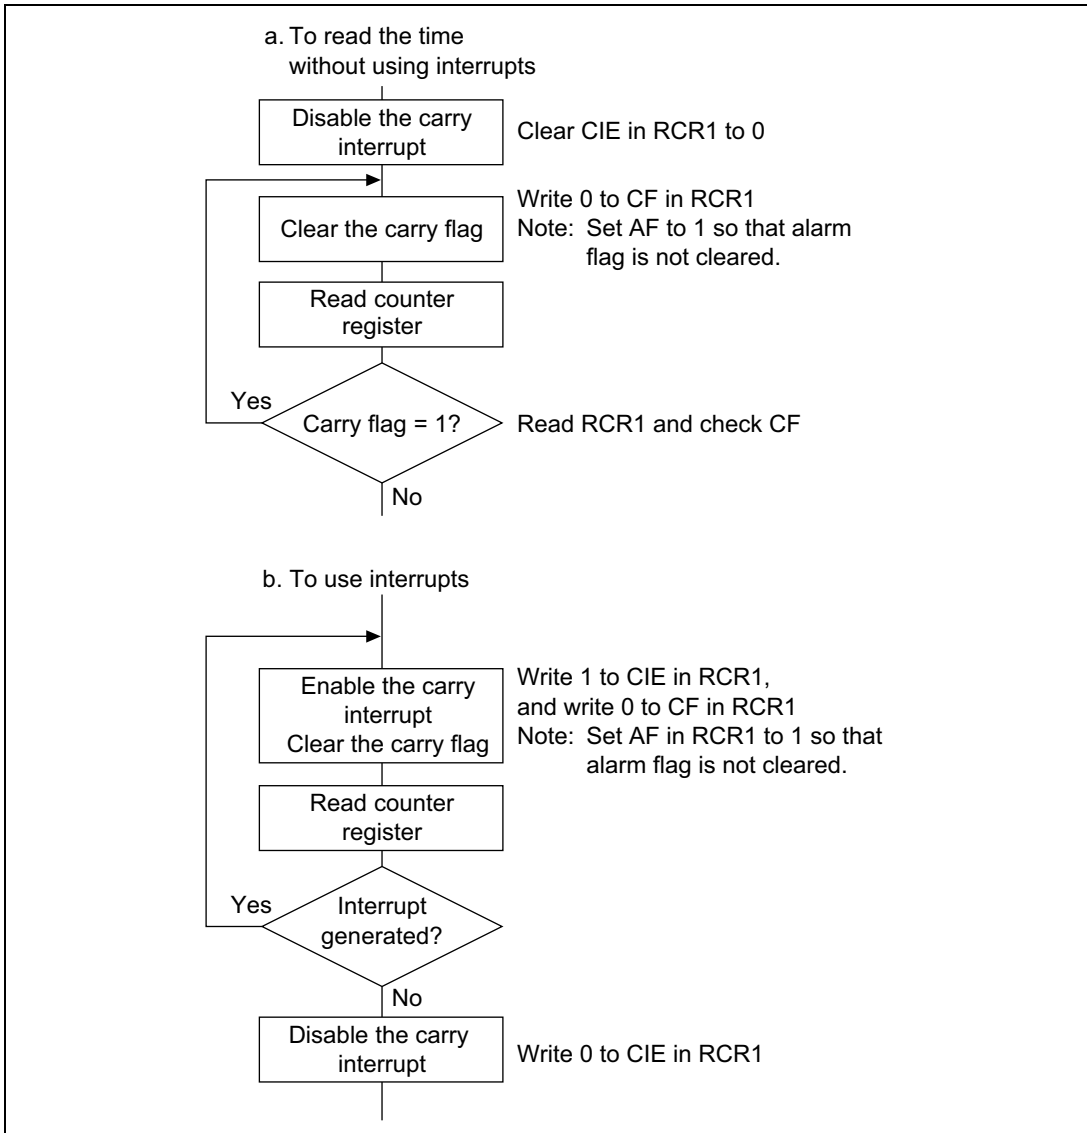 a. To read the time
without using interrupts
Disable the carry
interrupt
Clear CIE in RCR1 to 0
Clear the carry flag
Write 0 to CF in RCR1
Note: Set AF to 1 so that alarm
flag is not cleared.
Read counter
register
Yes
Carry flag = 1?
Read RCR1 and check CF
No
b. To use interrupts
Enable the carry
interrupt
Clear the carry flag
Write 1 to CIE in RCR1,
and write 0 to CF in RCR1
Note: Set AF in RCR1 to 1 so that
alarm flag is not cleared.
Read counter
register
Yes
Interrupt
generated?
No
Disable the carry
interrupt
Write 0 to CIE in RCR1